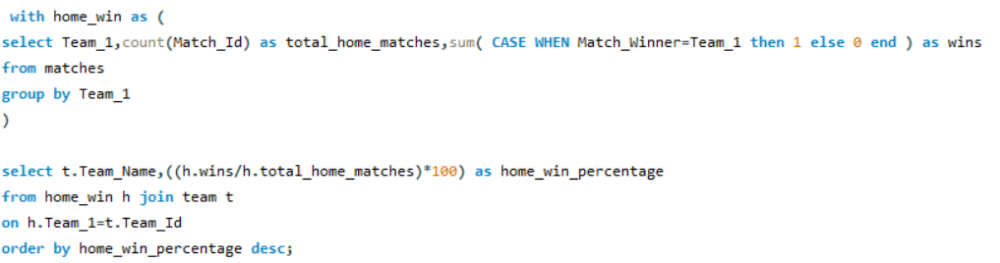 with home_win as (
select Team_1,count(Match_Id) as total_home_matches,sum( CASE WHEN Match_Winner=Team_1 then 1 else 0 end ) as wins
from matches
group by Team_1
)
select t.Team_Name,((h.wins/h.total_home_matches)*100) as home_win_percentage
from home_win h join team t
on h.Team_1=t.Team_Id
order by home_win_percentage desc;